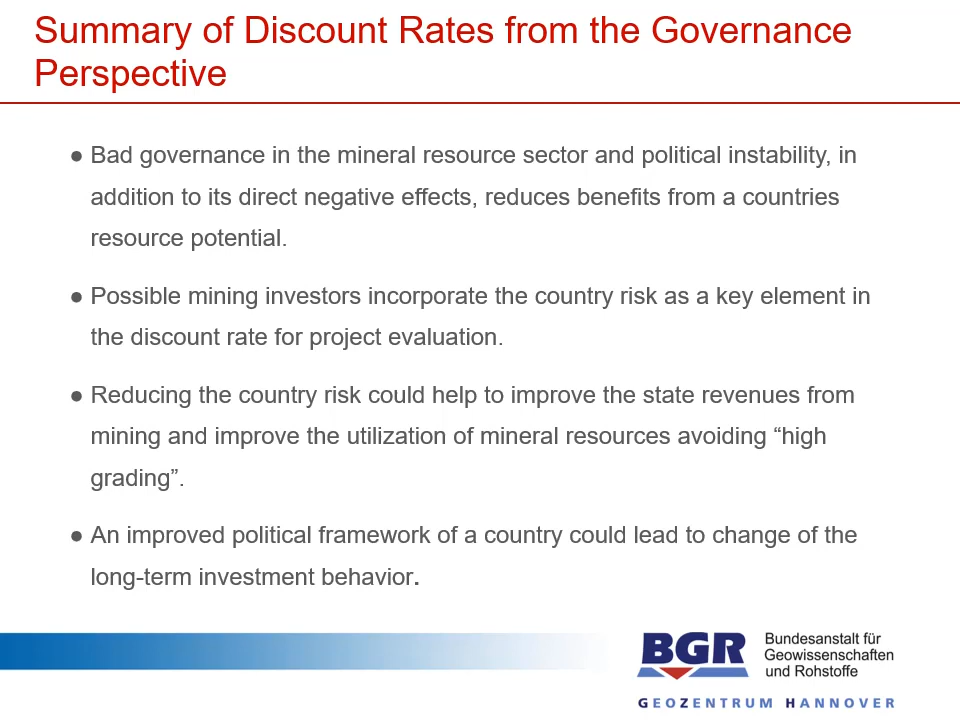 Summary of Discount Rates from the Governance
Perspective
● Bad governance in the mineral resource sector and political instability, in
addition to its direct negative effects, reduces benefits from a countries
resource potential.
● Possible mining investors incorporate the country risk as a key element in
the discount rate for project evaluation.
● Reducing the country risk could help to improve the state revenues from
mining and improve the utilization of mineral resources avoiding “high
grading”.
● An improved political framework of a country could lead to change of the
long-term investment behavior.
BGR
Bundesanstalt für
Geowissenschaften
und Rohstoffe
GEOZENTRUM HANNOVER